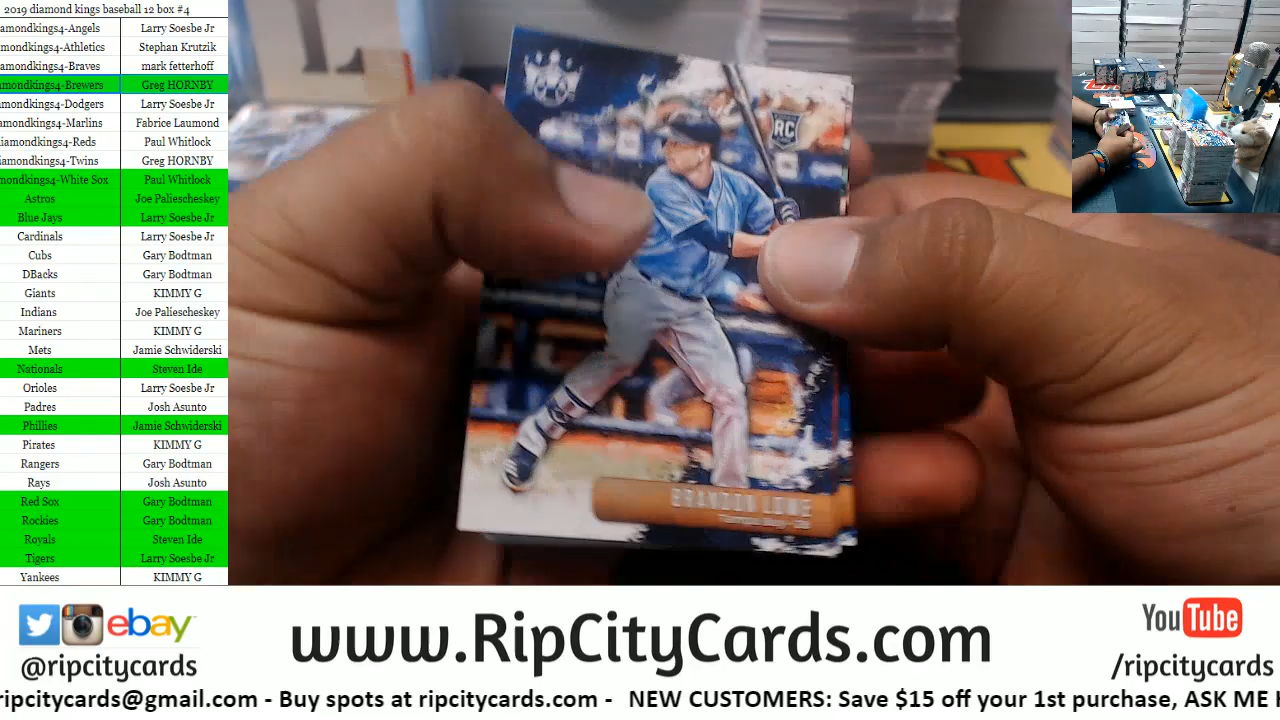 2019 diamond kings baseball 12 box #4
amondkings4-Angels Larry Soesbe Jr
mondkings4-Athletics Stephan Krutzik
amondkings4-Braves mark fetterhoff
amondkings4-Brewers Greg HORNBY
amondkings4-Dodgers Larry Soesbe Jr
amondkings4-Marlins Fabrice Laumond
iamondkings4-Reds Paul Whitlock
iamondkings4-Twins Greg HORNBY
mondkings4-White Sox Paul Whitlock
Astros Joe Paliescheskey
Blue Jays Larry Soesbe Jr
Cardinals Larry Soesbe Jr
Cubs Gary Bodtman
DBacks Gary Bodtman
Giants KIMMY G
Indians Joe Paliescheskey
Mariners KIMMY G
Mets Jamie Schwiderski
Nationals Steven Ide
Orioles Larry Soesbe Jr
Padres Josh Asunto
Phillies Jamie Schwiderski
Pirates KIMMY G
Rangers Gary Bodtman
Rays Josh Asunto
Red Sox Gary Bodtman
Rockies Gary Bodtman
Royals Steven Ide
Tigers Larry Soesbe Jr
Yankees KIMMY G
RC
BRANDON LOWE
ebay
@ripcitycards
www.RipCityCards.com
YouTube
/ripcitycards
ripcitycards@gmail.com - Buy spots at ripcitycards.com - NEW CUSTOMERS: Save $15 off your 1st purchase, ASK ME